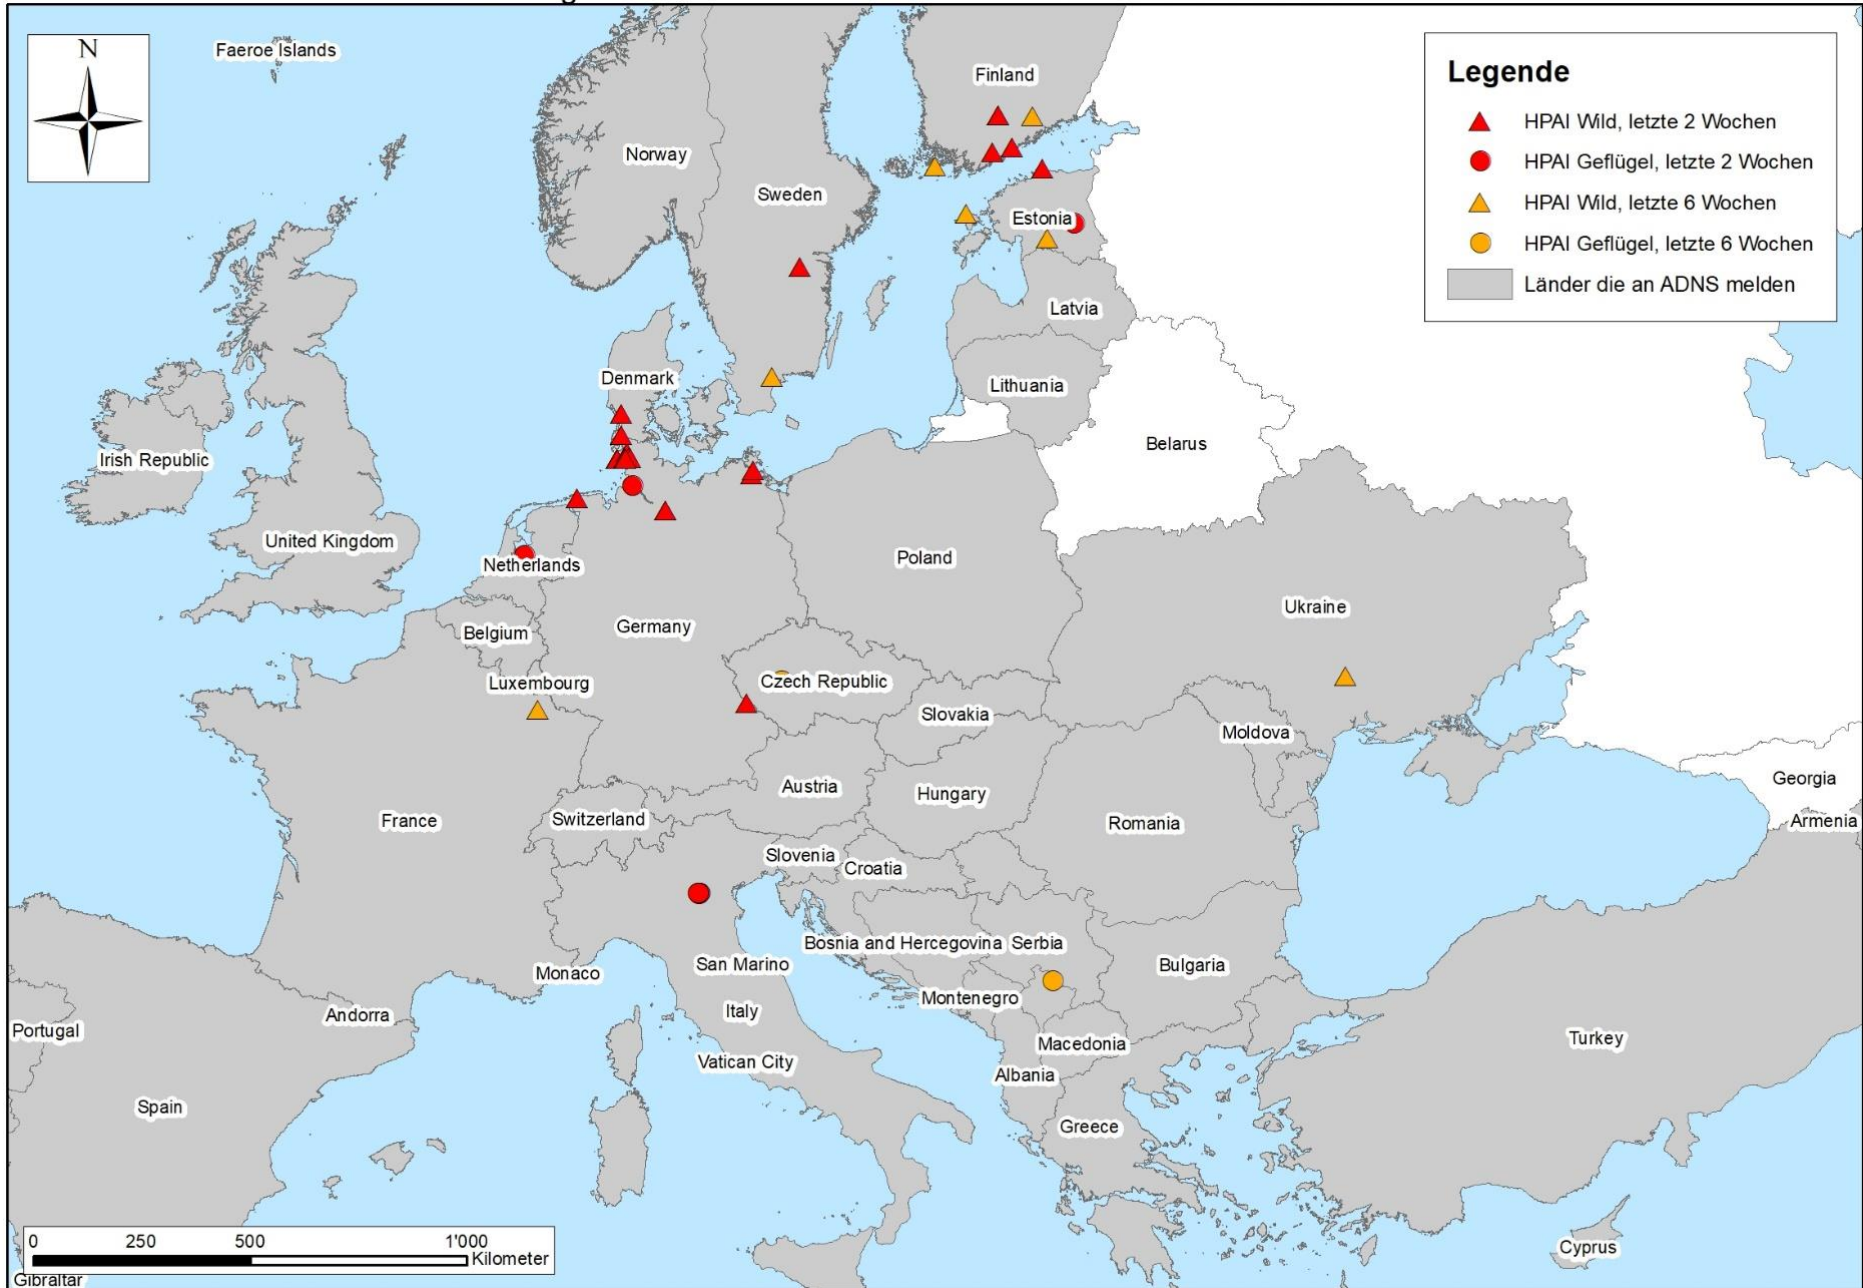 N
Faeroe Islands
Finland
Legende
HPAI Wild, letzte 2 Wochen
HPAI Geflügel, letzte 2 Wochen
HPAI Wild, letzte 6 Wochen
HPAI Geflügel, letzte 6 Wochen
Länder die an ADNS melden
Norway
Sweden
Estonia
Latvia
Denmark
Lithuania
Belarus
Irish Republic
United Kingdom
Netherlands
Poland
Ukraine
Belgium
Germany
Luxembourg
Czech Republic
Slovakia
Moldova
Austria
Hungary
Georgia
France
Switzerland
Romania
Armenia
Slovenia
Croatia
Bosnia and Hercegovina
Serbia
San Marino
Bulgaria
Monaco
Montenegro
Andorra
Italy
Portugal
Macedonia
Turkey
Vatican City
Albania
Spain
Greece
0 250 500 1'000
Kilometer
Cyprus
Gibraltar